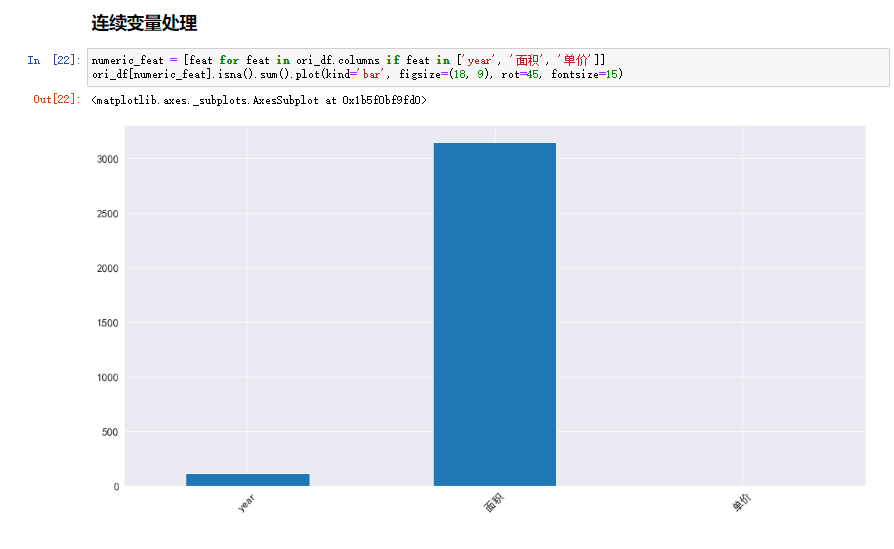 连续变量处理
In [22]: numeric_feat = [feat for feat in ori_df.columns if feat in ['year', '面积', '单价']]
ori_df[numeric_feat].isna().sum().plot(kind='bar', figsize=(18, 9), rot=45, fontsize=15)
Out[22]: <matplotlib.axes._subplots.AxesSubplot at 0x1b5f0bf9fd0>
3000
2500
2000
1500
1000
500
0
year 面积 单价